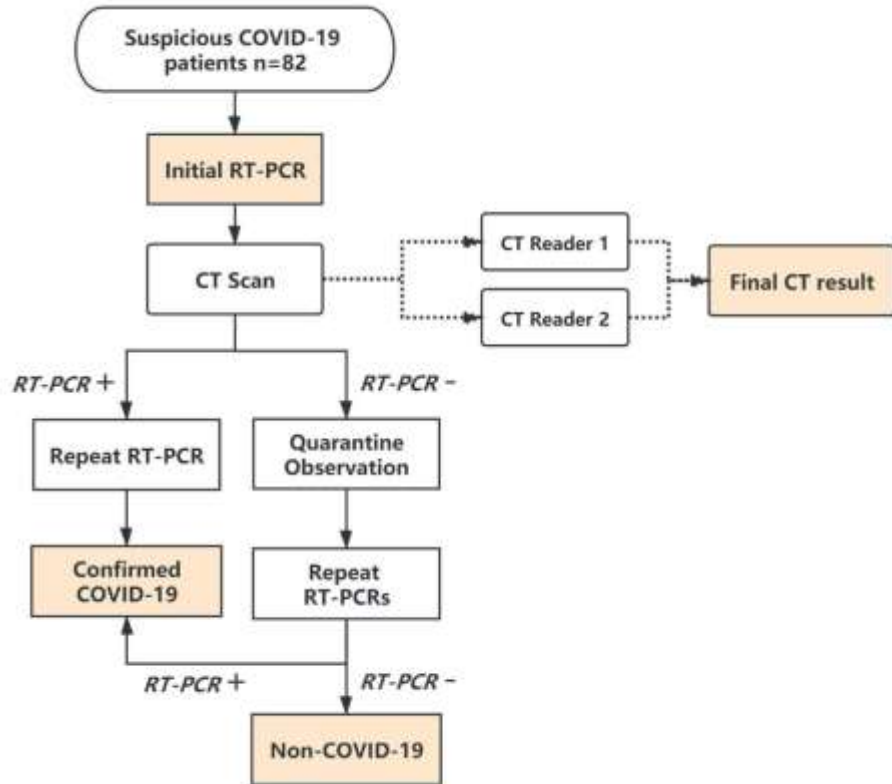 Suspicious COVID-19
patients n=82
Initial RT-PCR
CT Scan
CT Reader 1
CT Reader 2
Final CT result
RT-PCR +
RT-PCR -
Repeat RT-PCR
Quarantine
Observation
Confirmed
COVID-19
Repeat
RT-PCRs
RT-PCR +
RT-PCR -
Non-COVID-19